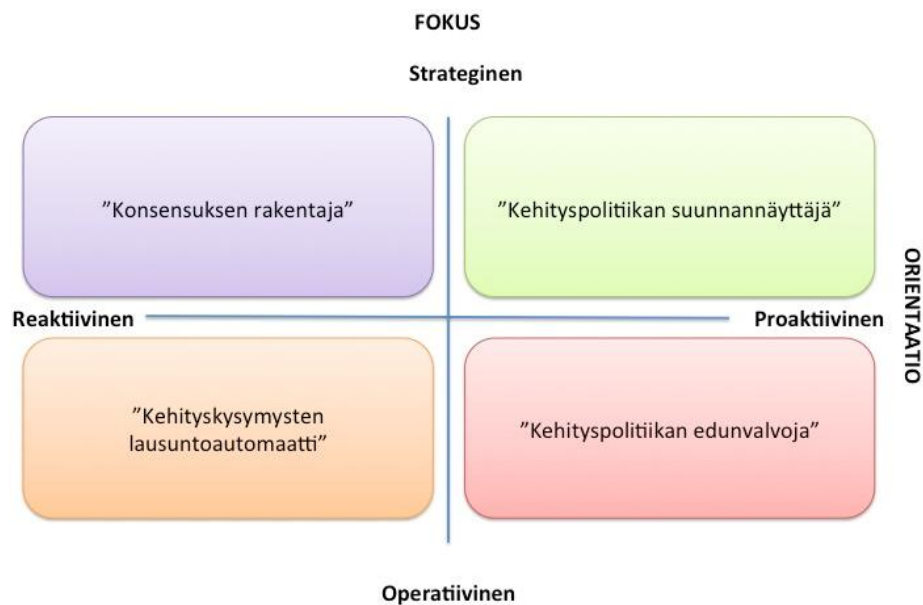 FOKUS
Strateginen
”Konsensuksen rakentaja”
”Kehityspolitiikan suunnannäyttäjä”
Reaktiivinen
Proaktiivinen
ORIENTAATIO
”Kehityskysymysten
lausuntoautomaatti”
”Kehityspolitiikan edunvalvoja”
Operatiivinen